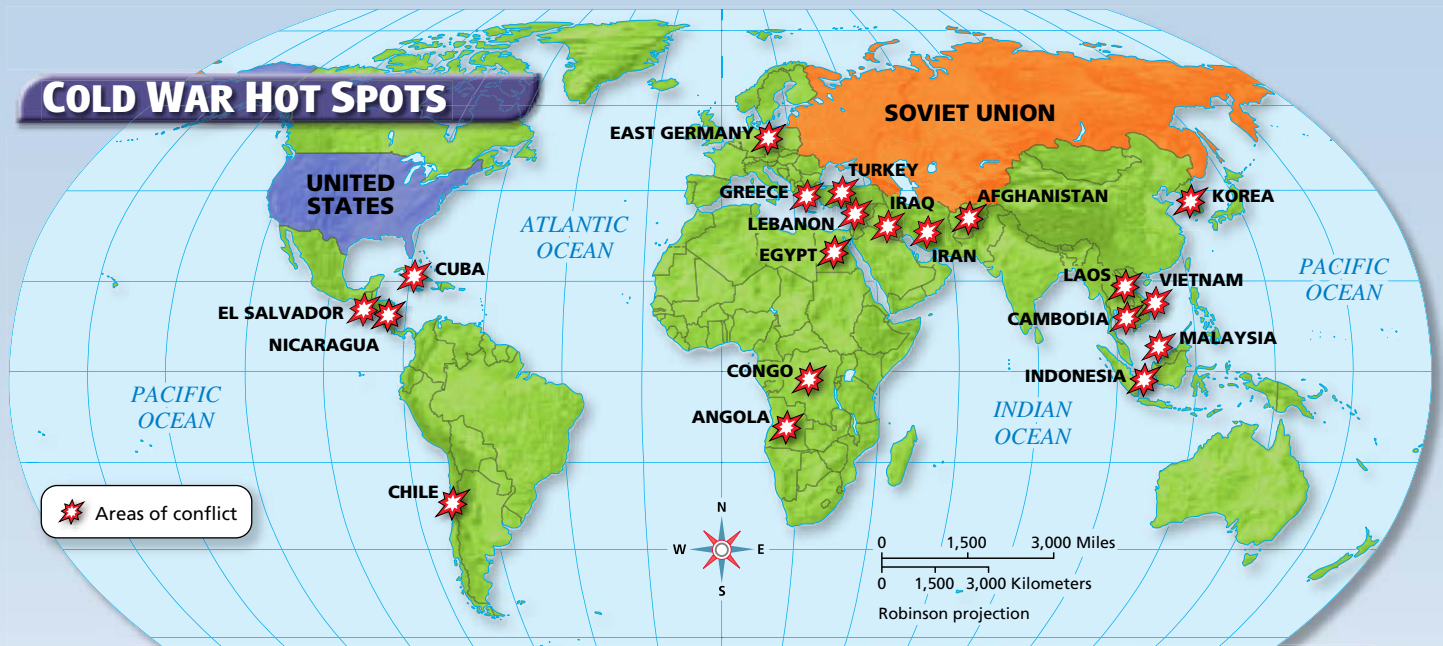 COLD WAR HOT SPOTS
SOVIET UNION
EAST GERMANY
TURKEY
UNITED
STATES
GREECE
IRAQ
AFGHANISTAN
KOREA
ATLANTIC
OCEAN
LEBANON
EGYPT
IRAN
CUBA
LAOS
VIETNAM
PACIFIC
OCEAN
EL SALVADOR
CAMBODIA
NICARAGUA
MALAYSIA
CONGO
INDONESIA
PACIFIC
OCEAN
ANGOLA
INDIAN
OCEAN
CHILE
Areas of conflict
N
W E
S
0 1,500 3,000 Miles
0 1,500 3,000 Kilometers
Robinson projection